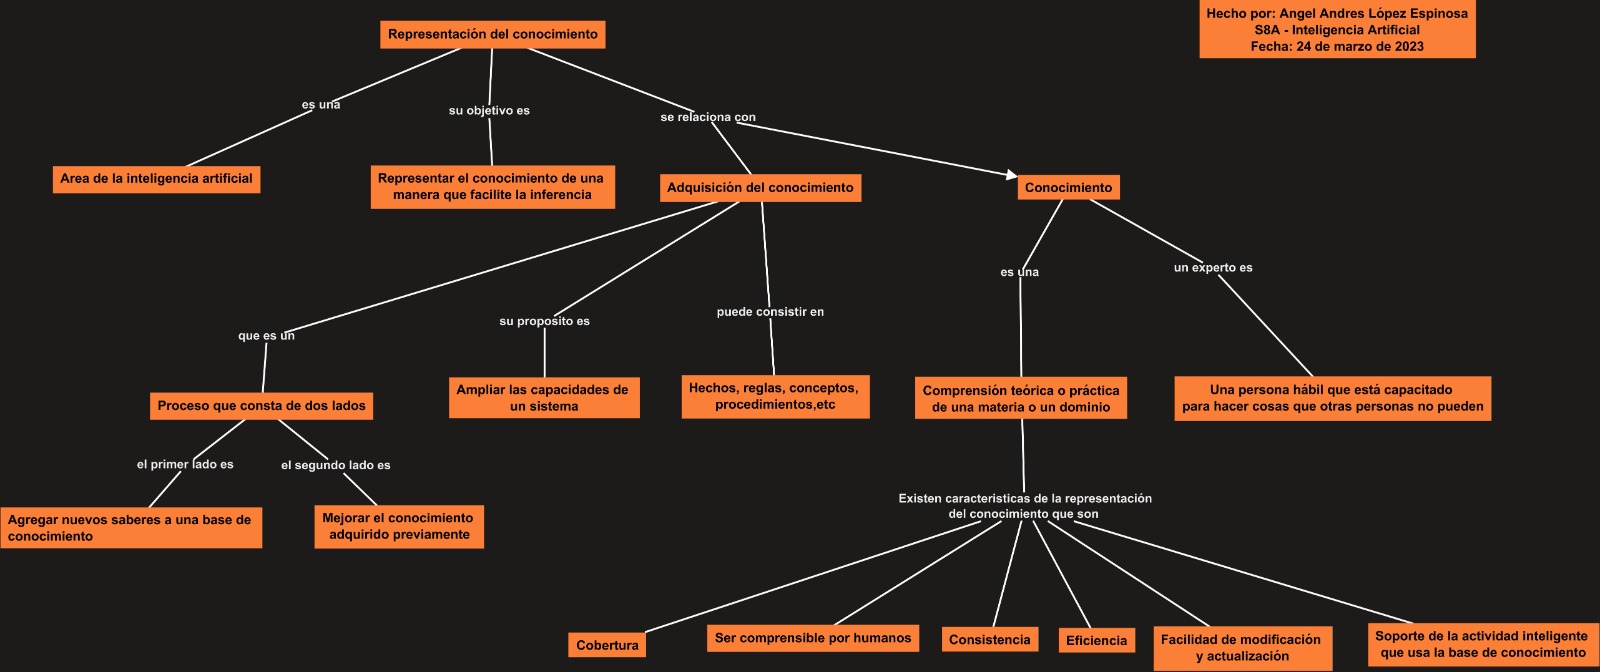 Hecho por: Angel Andres López Espinosa
S8A - Inteligencia Artificial
Fecha: 24 de marzo de 2023
Representación del conocimiento
es una
su objetivo es
se relaciona con
Area de la inteligencia artificial
Representar el conocimiento de una
manera que facilite la inferencia
Adquisición del conocimiento
Conocimiento
es una
un experto es
que es un
su proposito es
puede consistir en
Proceso que consta de dos lados
Ampliar las capacidades de
un sistema
Hechos, reglas, conceptos,
procedimientos,etc
Comprensión teórica o práctica
de una materia o un dominio
Una persona hábil que está capacitado
para hacer cosas que otras personas no pueden
el primer lado es
el segundo lado es
Agregar nuevos saberes a una base de
conocimiento
Mejorar el conocimiento
adquirido previamente
Existen caracteristicas de la representación
del conocimiento que son
Cobertura
Ser comprensible por humanos
Consistencia
Eficiencia
Facilidad de modificación
y actualización
Soporte de la actividad inteligente
que usa la base de conocimiento